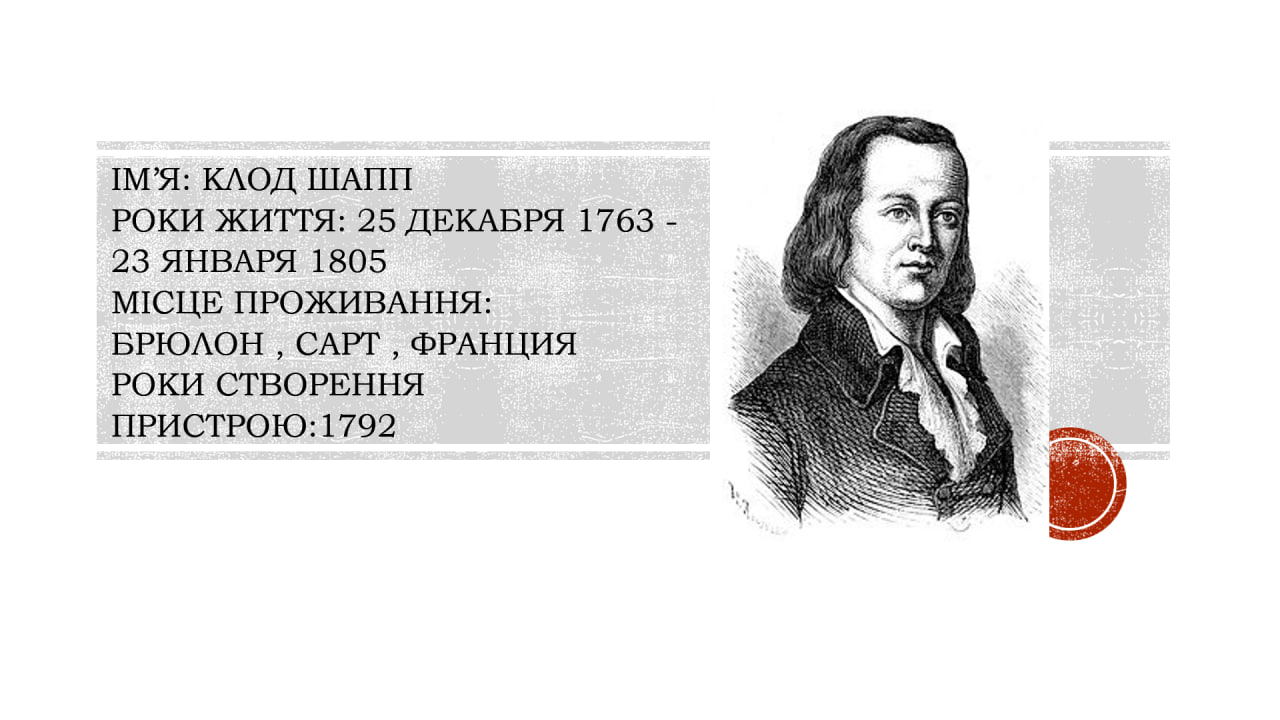 ІМ’Я: КЛОД ШАПП
РОКИ ЖИТТЯ: 25 ДЕКАБРЯ 1763 -
23 ЯНВАРЯ 1805
МІСЦЕ ПРОЖИВАННЯ:
БРЮЛОН , САРТ , ФРАНЦИЯ
РОКИ СТВОРЕННЯ
ПРИСТРОЮ:1792